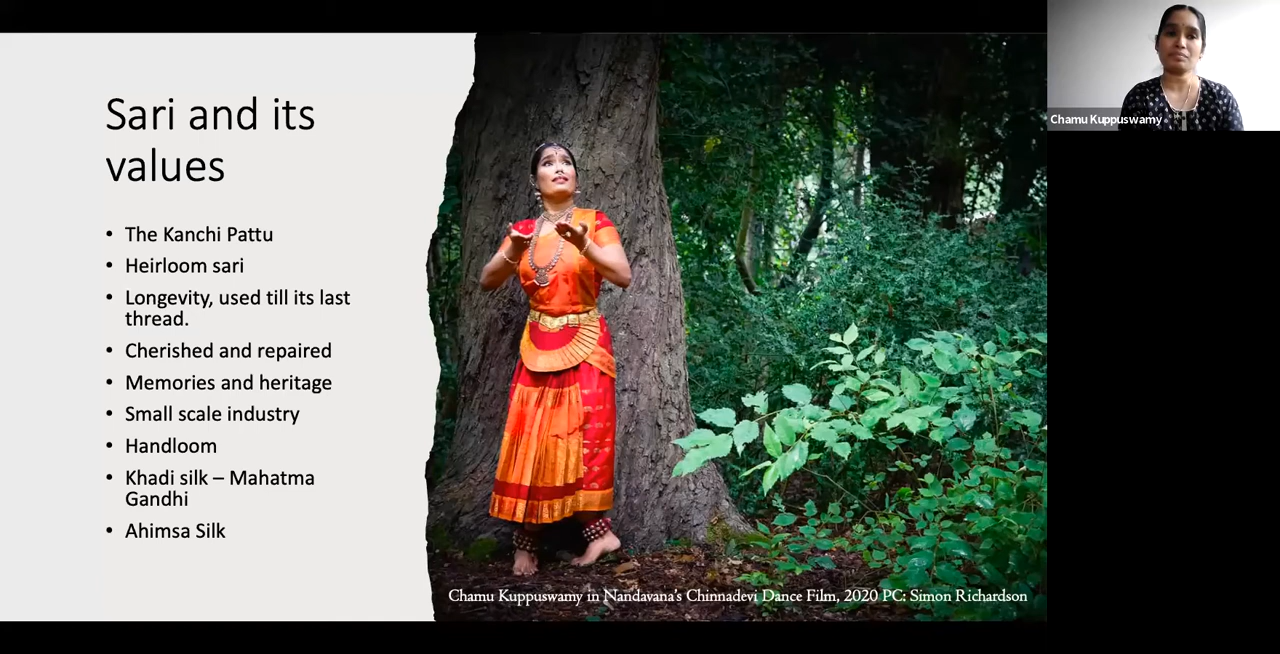 Sari and its
values
• The Kanchi Pattu
• Heirloom sari
• Longevity, used till its last
thread.
• Cherished and repaired
• Memories and heritage
• Small scale industry
• Handloom
• Khadi silk – Mahatma
Gandhi
• Ahimsa Silk
Chamu Kuppuswamy in Nandavana's Chinnadevi Dance Film, 2020 PC: Simon Richardson
Chamu Kuppuswamy